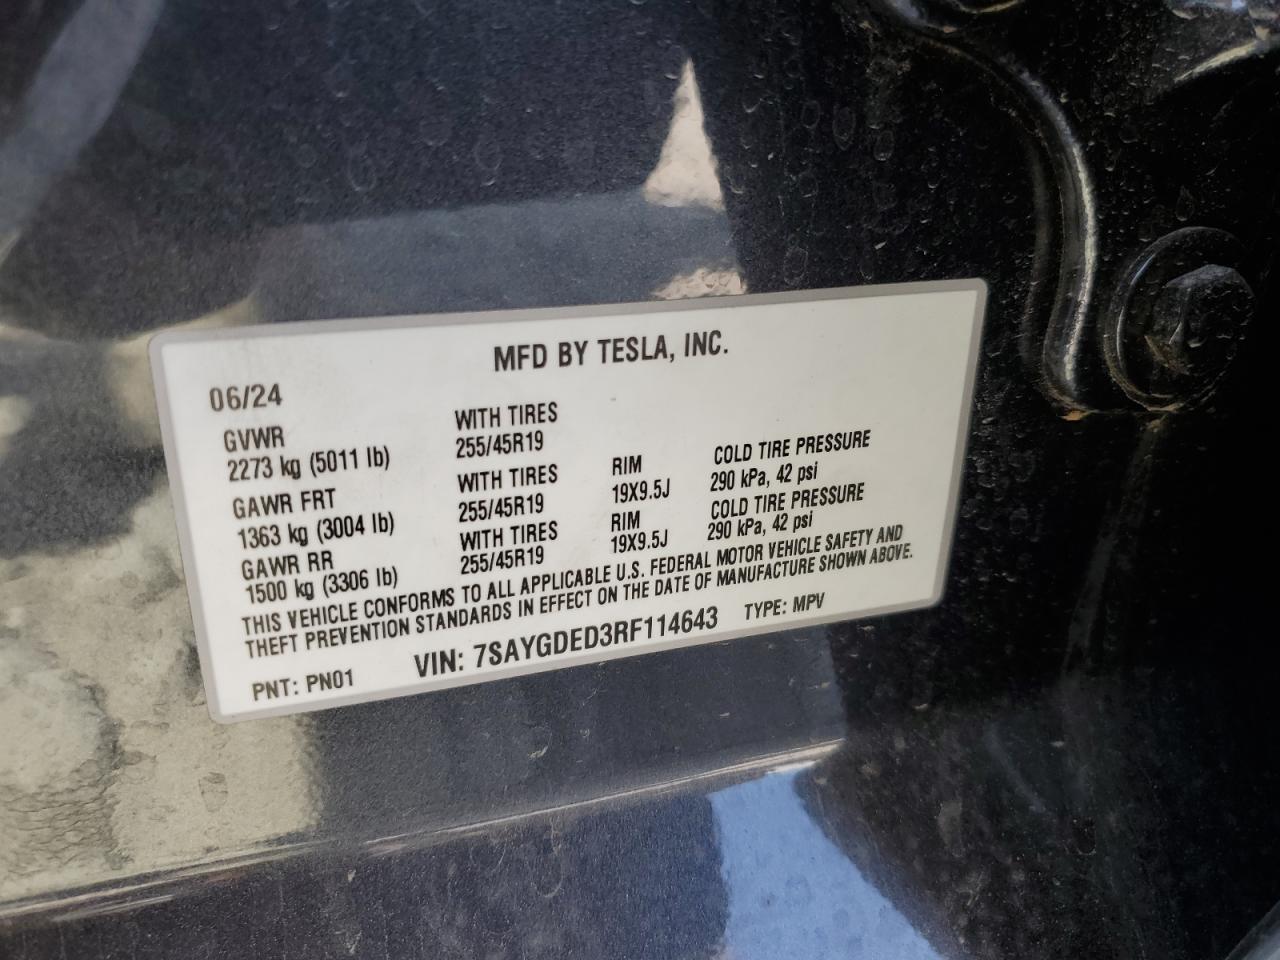 MFD BY TESLA, INC.
06/24
GVWR WITH TIRES
2273 kg (5011 lb) 255/45R19
GAWR FRT WITH TIRES RIM COLD TIRE PRESSURE
1363 kg (3004 lb) 255/45R19 19X9.5J 290 kPa, 42 psi
GAWR RR WITH TIRES RIM COLD TIRE PRESSURE
1500 kg (3306 lb) 255/45R19 19X9.5J 290 kPa, 42 psi
THIS VEHICLE CONFORMS TO ALL APPLICABLE U.S. FEDERAL MOTOR VEHICLE SAFETY AND
THEFT PREVENTION STANDARDS IN EFFECT ON THE DATE OF MANUFACTURE SHOWN ABOVE.
PNT: PN01 VIN: 7SAYGDED3RF114643 TYPE: MPV